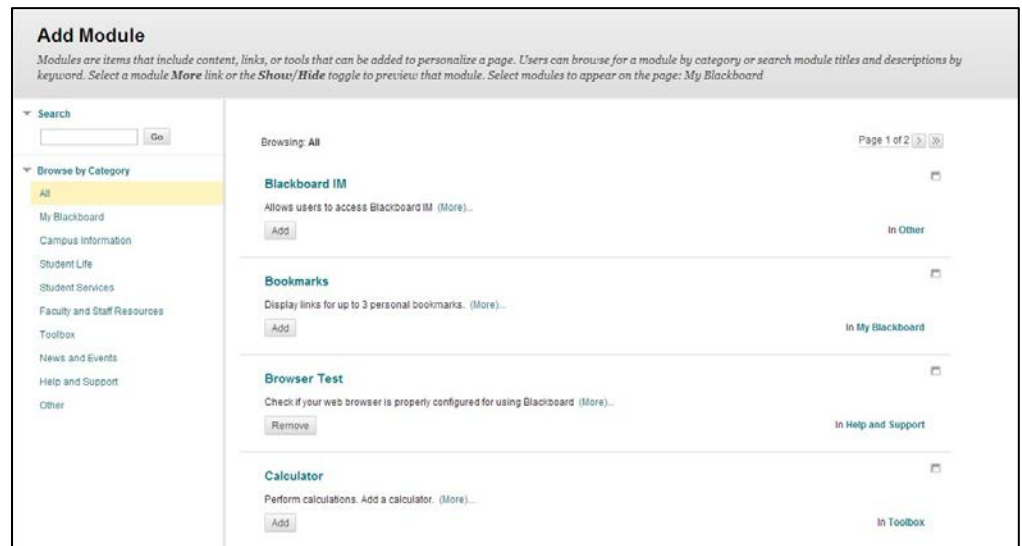 Add Module
Modules are items that include content, links, or tools that can be added to personalize a page. Users can browse for a module by category or search module titles and descriptions by
keyword. Select a module More link or the Show/Hide toggle to preview that module. Select modules to appear on the page: My Blackboard
Search
Go
Browse by Category
All
My Blackboard
Campus Information
Student Life
Student Services
Faculty and Staff Resources
Toolbox
News and Events
Help and Support
Other
Browsing: All
Page 1 of 2 > >>
Blackboard IM
Allows users to access Blackboard IM (More)...
Add
In Other
Bookmarks
Display links for up to 3 personal bookmarks. (More)...
Add
In My Blackboard
Browser Test
Check if your web browser is properly configured for using Blackboard (More)...
Remove
In Help and Support
Calculator
Perform calculations. Add a calculator. (More)...
Add
In Toolbox